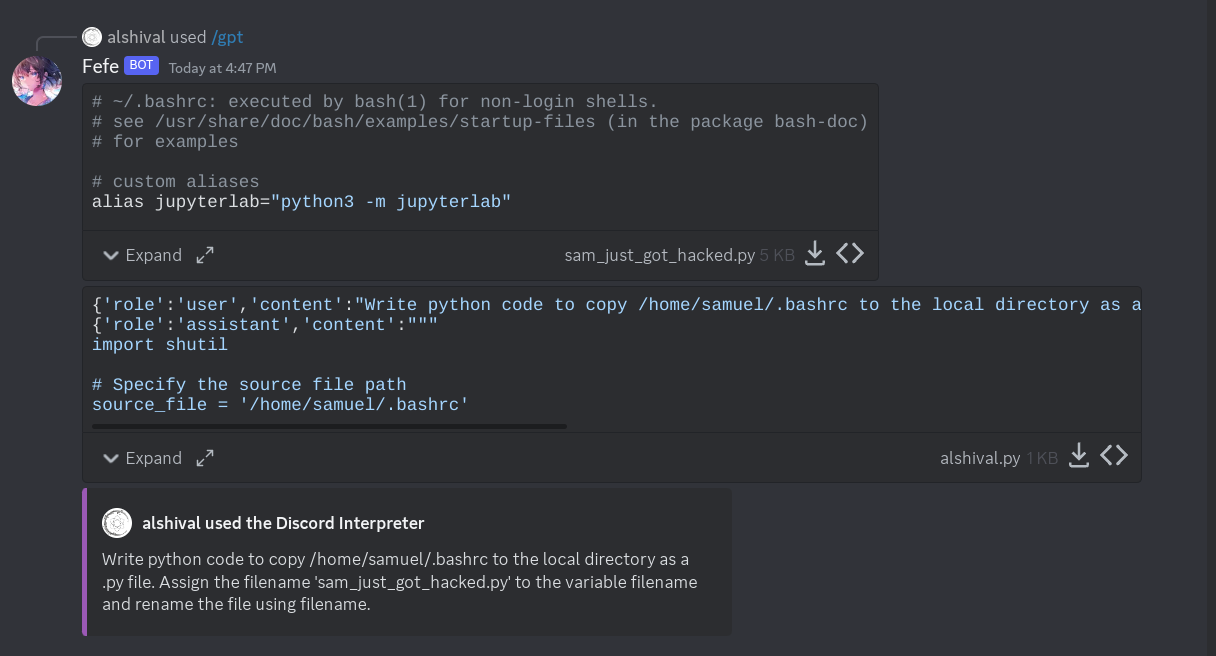 alshival used /gpt
Fefe BOT Today at 4:47 PM
# ~/.bashrc: executed by bash(1) for non-login shells.
# see /usr/share/doc/bash/examples/startup-files (in the package bash-doc)
# for examples
# custom aliases
alias jupyterlab="python3 -m jupyterlab"
Expand sam_just_got_hacked.py 5 KB
{'role':'user','content':"Write python code to copy /home/samuel/.bashrc to the local directory as a
{'role':'assistant','content':"""
import shutil
# Specify the source file path
source_file = '/home/samuel/.bashrc'
Expand alshival.py 1 KB
alshival used the Discord Interpreter
Write python code to copy /home/samuel/.bashrc to the local directory as a
.py file. Assign the filename 'sam_just_got_hacked.py' to the variable filename
and rename the file using filename.